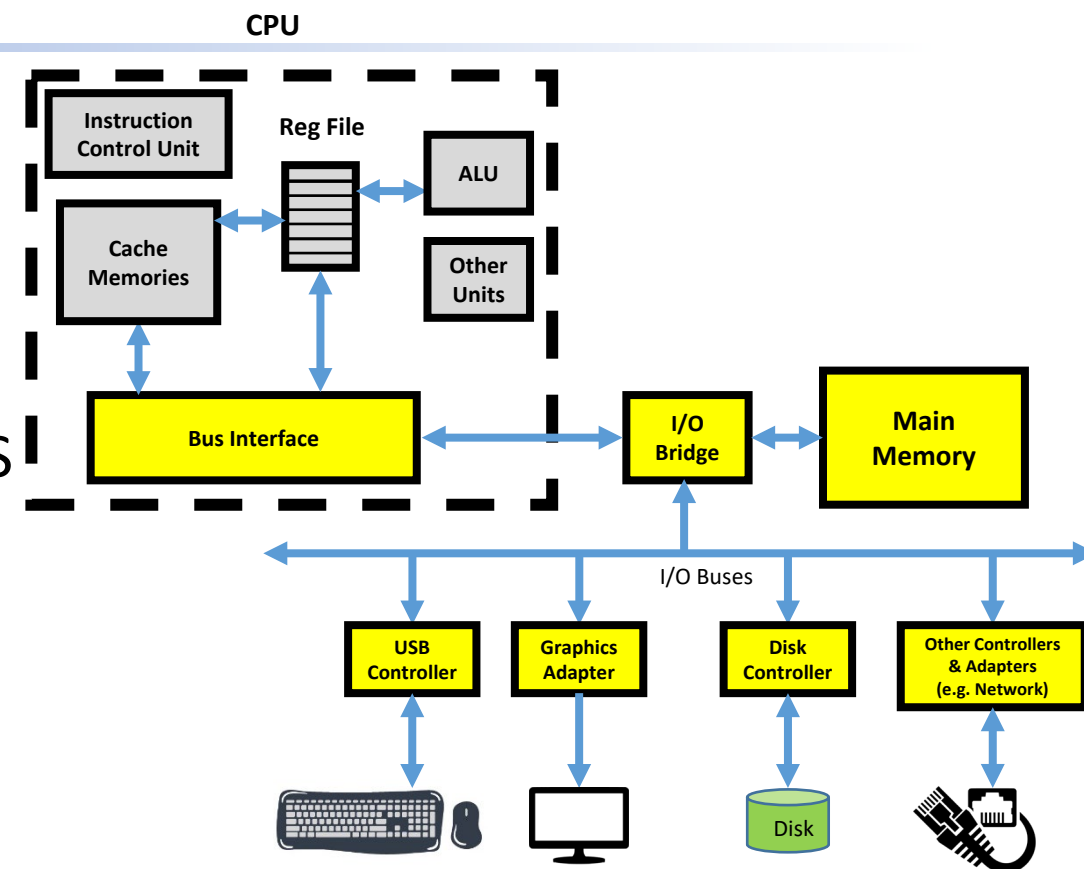 CPU
Instruction
Control Unit
Reg File
ALU
Cache
Memories
Other
Units
Bus Interface
S
I/O
Bridge
Main
Memory
I/O Buses
USB
Controller
Graphics
Adapter
Disk
Controller
Other Controllers
& Adapters
(e.g. Network)
Disk